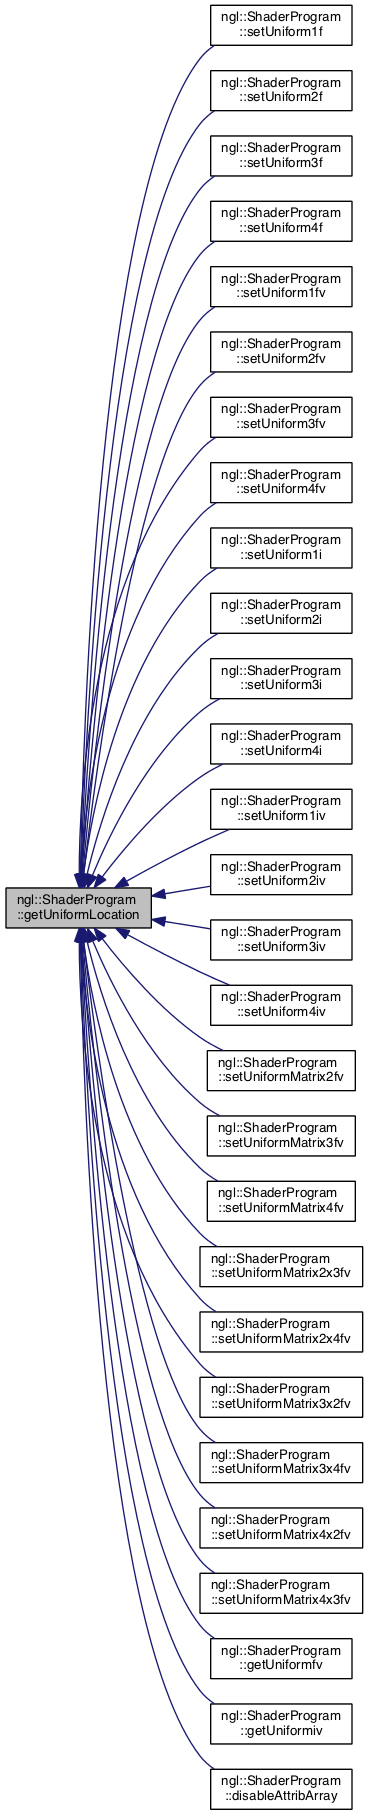 ngl::ShaderProgram
::setUniform1f
ngl::ShaderProgram
::setUniform2f
ngl::ShaderProgram
::setUniform3f
ngl::ShaderProgram
::setUniform4f
ngl::ShaderProgram
::setUniform1fv
ngl::ShaderProgram
::setUniform2fv
ngl::ShaderProgram
::setUniform3fv
ngl::ShaderProgram
::setUniform4fv
ngl::ShaderProgram
::setUniform1i
ngl::ShaderProgram
::setUniform2i
ngl::ShaderProgram
::setUniform3i
ngl::ShaderProgram
::setUniform4i
ngl::ShaderProgram
::setUniform1iv
ngl::ShaderProgram
::setUniform2iv
ngl::ShaderProgram
::getUniformLocation
ngl::ShaderProgram
::setUniform3iv
ngl::ShaderProgram
::setUniform4iv
ngl::ShaderProgram
::setUniformMatrix2fv
ngl::ShaderProgram
::setUniformMatrix3fv
ngl::ShaderProgram
::setUniformMatrix4fv
ngl::ShaderProgram
::setUniformMatrix2x3fv
ngl::ShaderProgram
::setUniformMatrix2x4fv
ngl::ShaderProgram
::setUniformMatrix3x2fv
ngl::ShaderProgram
::setUniformMatrix3x4fv
ngl::ShaderProgram
::setUniformMatrix4x2fv
ngl::ShaderProgram
::setUniformMatrix4x3fv
ngl::ShaderProgram
::getUniformfv
ngl::ShaderProgram
::getUniformiv
ngl::ShaderProgram
::disableAttribArray